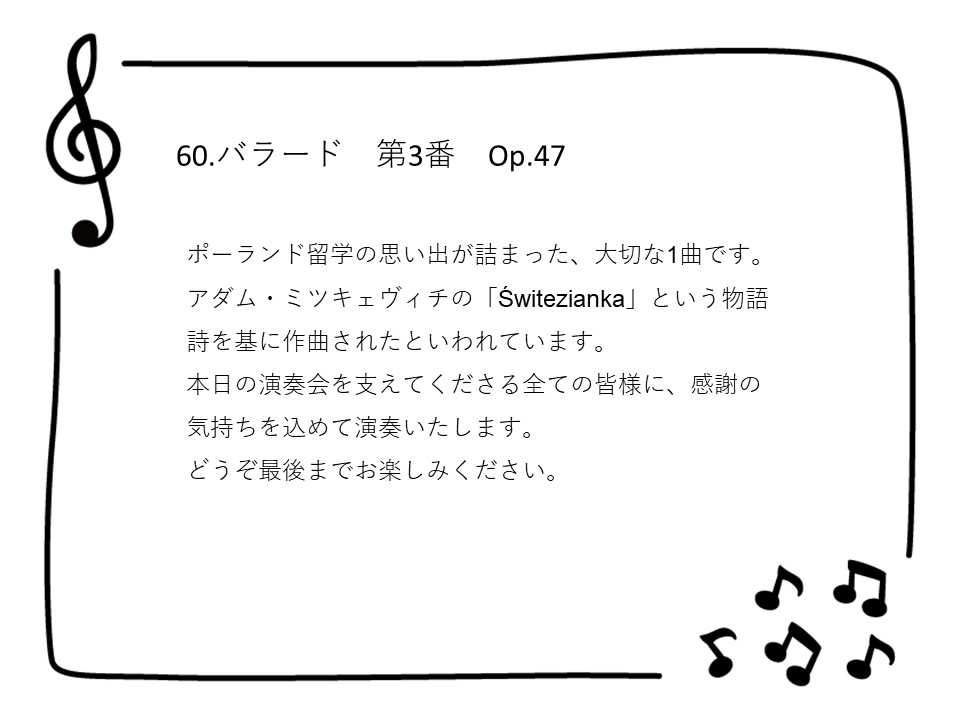 60.バラード　第3番　Op.47
ポーランド留学の思い出が詰まった、大切な1曲です。
アダム・ミツキェヴィチの「Świtezianka」という物語
詩を基に作曲されたといわれています。
本日の演奏会を支えてくださる全ての皆様に、感謝の
気持ちを込めて演奏いたします。
どうぞ最後までお楽しみください。